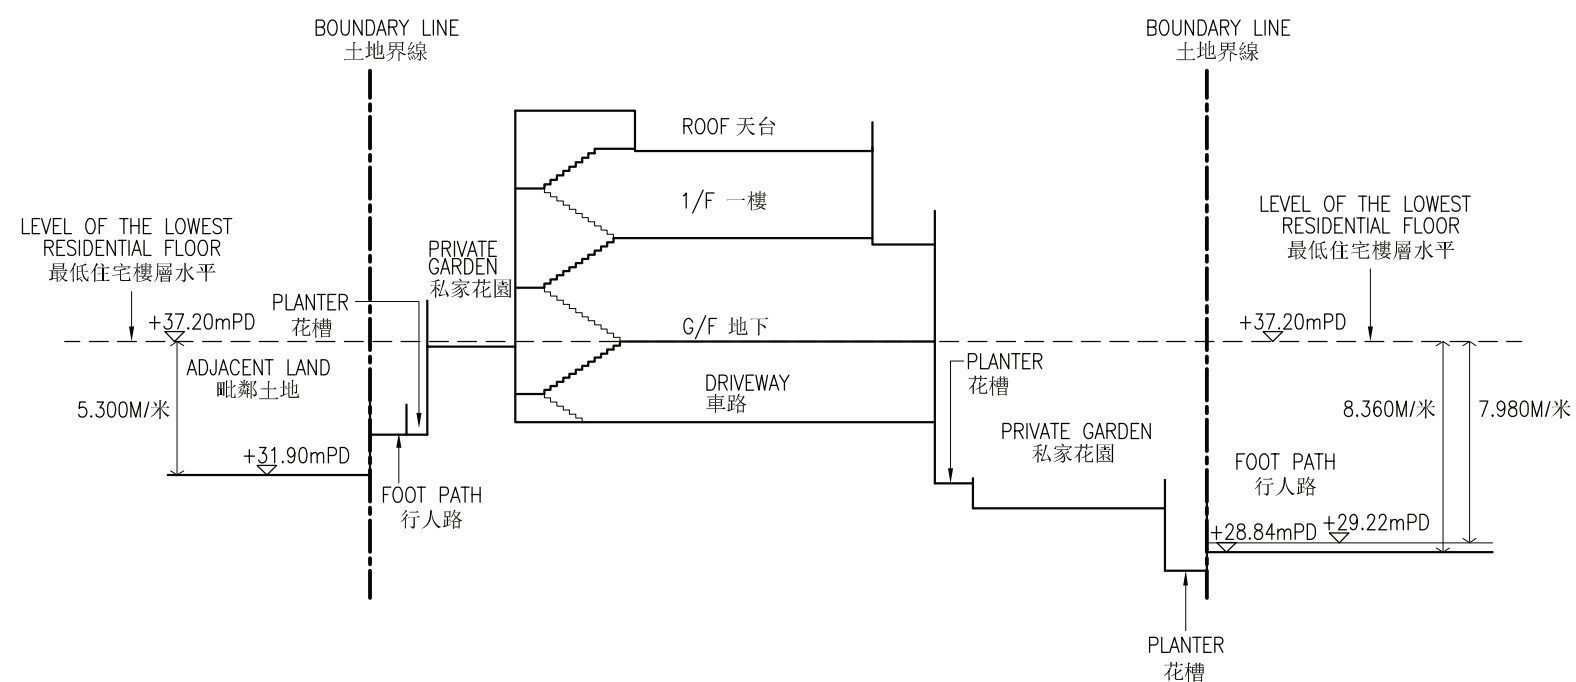 BOUNDARY LINE
土地界線
BOUNDARY LINE
土地界線
ROOF 天台
1/F 一樓
LEVEL OF THE LOWEST
RESIDENTIAL FLOOR
最低住宅樓層水平
LEVEL OF THE LOWEST
RESIDENTIAL FLOOR
最低住宅樓層水平
PRIVATE
GARDEN
私家花園
PLANTER
花槽
+37.20mPD
G/F 地下
+37.20mPD
ADJACENT LAND
毗鄰土地
PLANTER
花槽
DRIVEWAY
車路
5.300M/米
8.360M/米
7.980M/米
PRIVATE GARDEN
私家花園
+31.90mPD
FOOT PATH
行人路
FOOT PATH
行人路
+28.84mPD
+29.22mPD
PLANTER
花槽